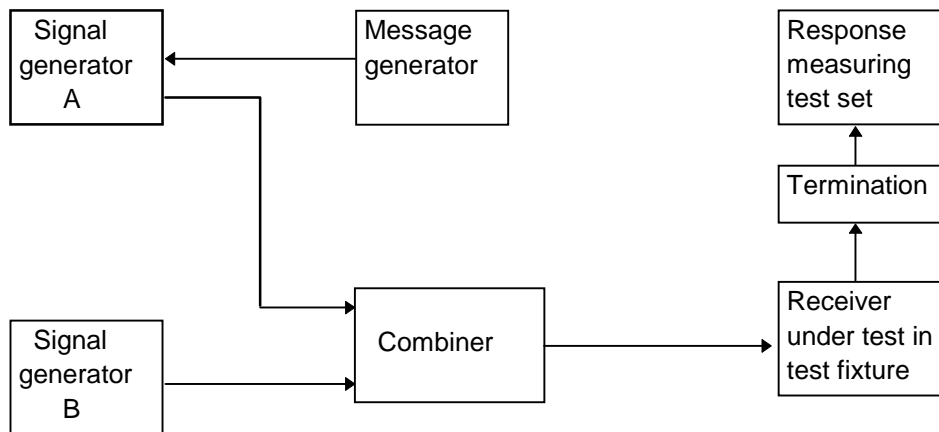 Signal
generator
A
Message
generator
Response
measuring
test set
Termination
Signal
generator
B
Combiner
Receiver
under test in
test fixture